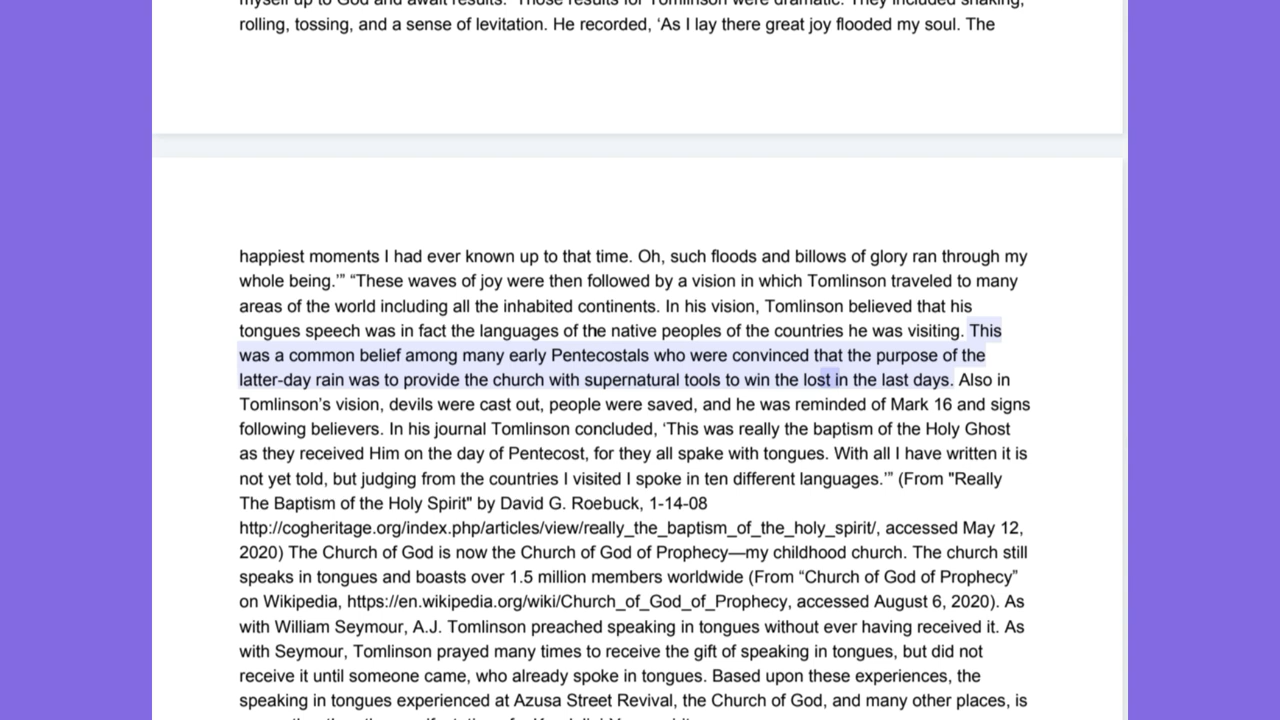 myself up to God and await results.' Those results for Tomlinson were dramatic. They included shaking,
rolling, tossing, and a sense of levitation. He recorded, ‘As I lay there great joy flooded my soul. The
happiest moments I had ever known up to that time. Oh, such floods and billows of glory ran through my
whole being.’” “These waves of joy were then followed by a vision in which Tomlinson traveled to many
areas of the world including all the inhabited continents. In his vision, Tomlinson believed that his
tongues speech was in fact the languages of the native peoples of the countries he was visiting. This
was a common belief among many early Pentecostals who were convinced that the purpose of the
latter-day rain was to provide the church with supernatural tools to win the lost in the last days. Also in
Tomlinson’s vision, devils were cast out, people were saved, and he was reminded of Mark 16 and signs
following believers. In his journal Tomlinson concluded, ‘This was really the baptism of the Holy Ghost
as they received Him on the day of Pentecost, for they all spake with tongues. With all I have written it is
not yet told, but judging from the countries I visited I spoke in ten different languages.’” (From "Really
The Baptism of the Holy Spirit" by David G. Roebuck, 1-14-08
http://cogheritage.org/index.php/articles/view/really_the_baptism_of_the_holy_spirit/, accessed May 12,
2020) The Church of God is now the Church of God of Prophecy—my childhood church. The church still
speaks in tongues and boasts over 1.5 million members worldwide (From “Church of God of Prophecy”
on Wikipedia, https://en.wikipedia.org/wiki/Church_of_God_of_Prophecy, accessed August 6, 2020). As
with William Seymour, A.J. Tomlinson preached speaking in tongues without ever having received it. As
with Seymour, Tomlinson prayed many times to receive the gift of speaking in tongues, but did not
receive it until someone came, who already spoke in tongues. Based upon these experiences, the
speaking in tongues experienced at Azusa Street Revival, the Church of God, and many other places, is